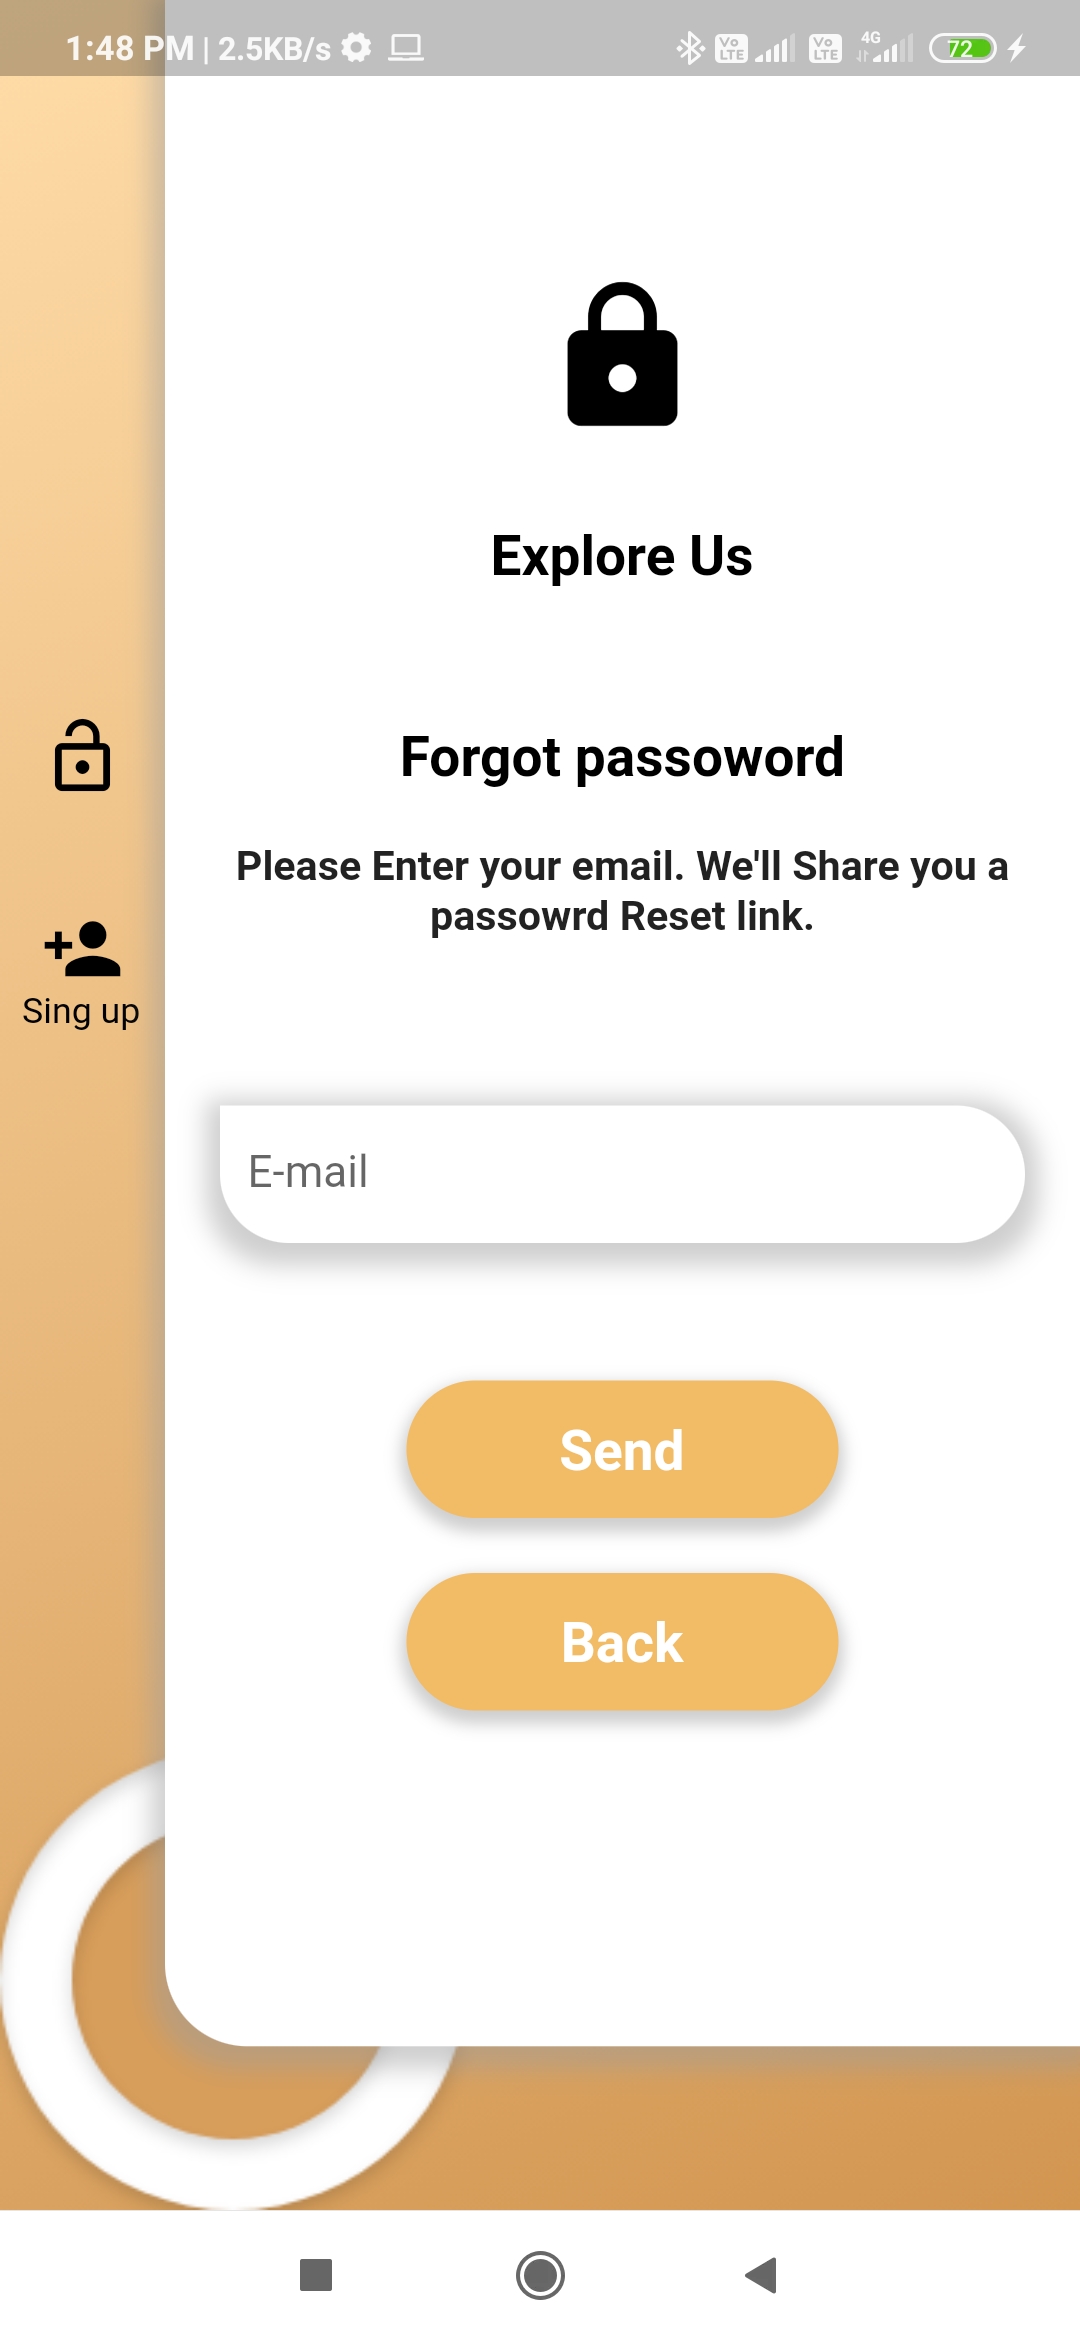 1:48 PM | 2.5KB/s
Vo LTE
Vo LTE
4G
72
Explore Us
Forgot passoword
Please Enter your email. We'll Share you a
passowrd Reset link.
Sing up
E-mail
Send
Back